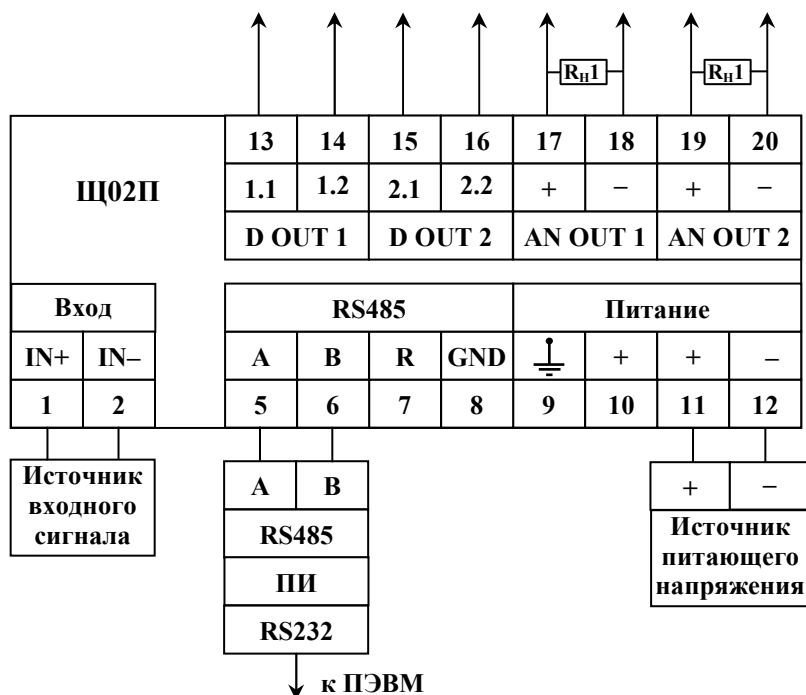 Rн1 Rн1
13 14 15 16 17 18 19 20
Щ02П
1.1 1.2 2.1 2.2 + − + −
D OUT 1 D OUT 2 AN OUT 1 AN OUT 2
Вход RS485 Питание
IN+ IN− A B R GND + + −
1 2 5 6 7 8 9 10 11 12
Источник
входного
сигнала
A B
RS485
ПИ
RS232
к ПЭВМ
+ −
Источник
питающего
напряжения